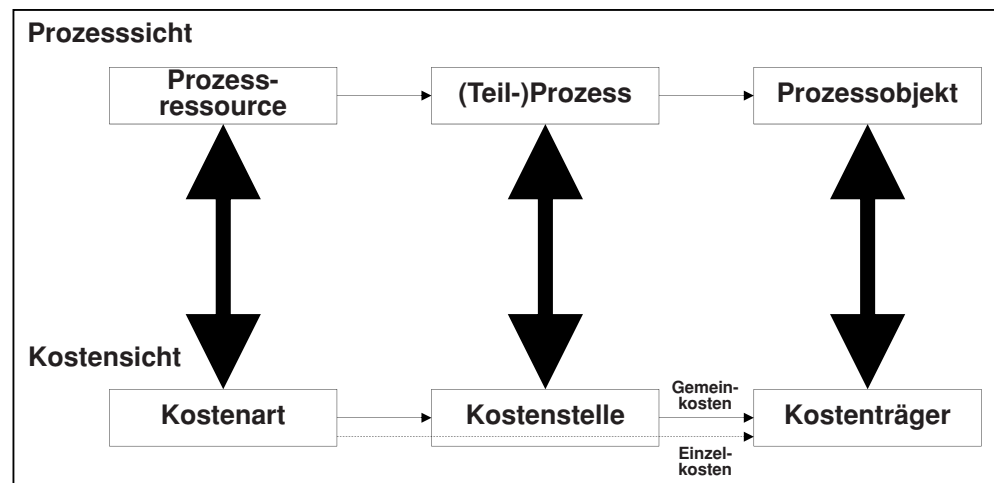 Prozesssicht
Prozess-
ressource
(Teil-)Prozess
Prozessobjekt
Kostensicht
Kostenart
Kostenstelle
Gemein-
kosten
Kostenträger
Einzel-
kosten